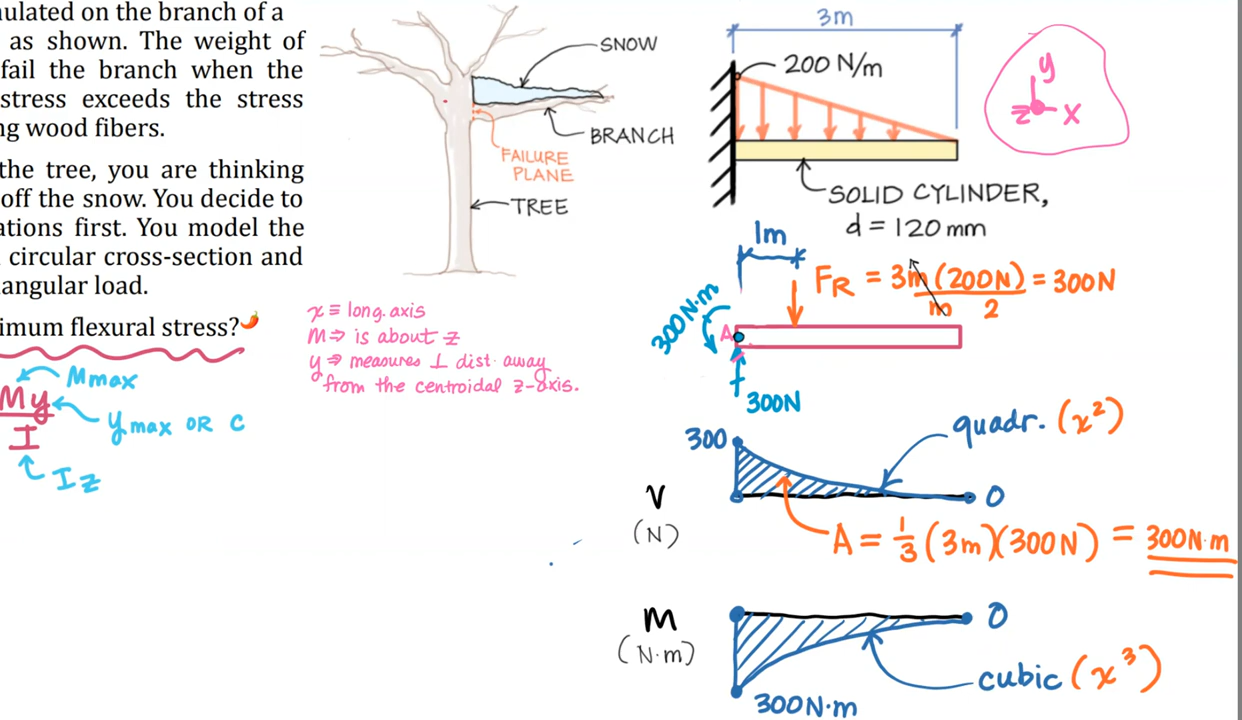 nulated on the branch of a
as shown. The weight of
fail the branch when the
stress exceeds the stress
ng wood fibers.
the tree, you are thinking
off the snow. You decide to
ations first. You model the
circular cross-section and
angular load.
imum flexural stress?
My
I
Mmax
ymax OR c
Iz
SNOW
BRANCH
FAILURE
PLANE
TREE
x ≡ long. axis
M ⇒ is about z
y ⇒ measures ⊥ dist. away
from the centroidal z-axis.
3m
200 N/m
SOLID CYLINDER,
d = 120 mm
y
z x
1m
FR = 3m(200N)/m 2 = 300N
300N·m
A
300N
300
quadr. (x²)
V
(N)
0
A = 1/3 (3m)(300N) = 300N·m
M
(N·m)
0
cubic (x³)
300N·m